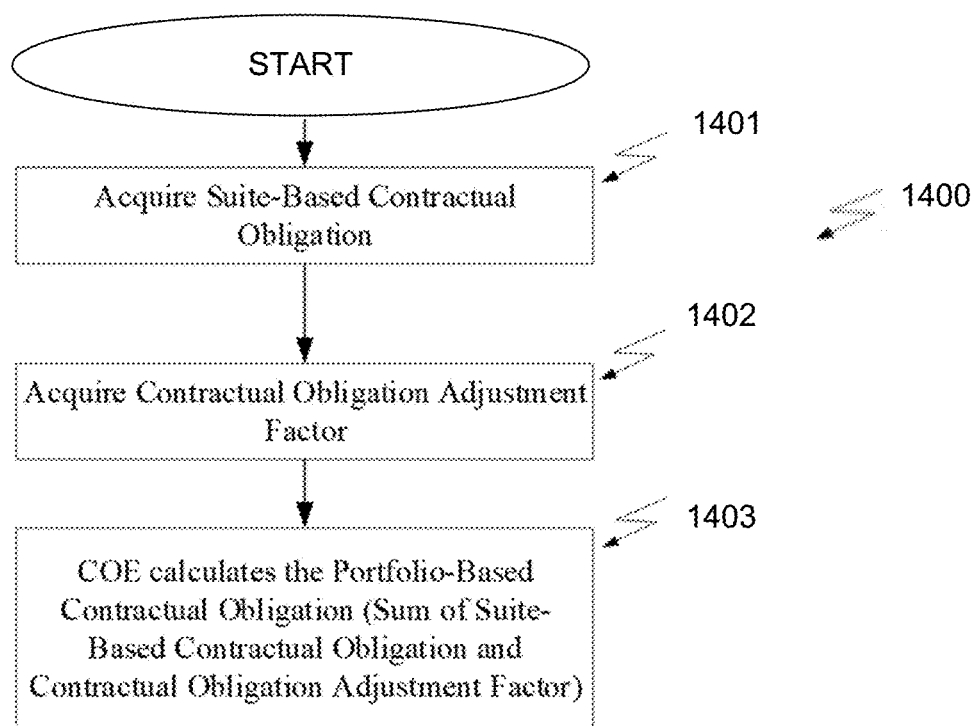 START
1401
Acquire Suite-Based Contractual
Obligation
1400
1402
Acquire Contractual Obligation Adjustment
Factor
1403
COE calculates the Portfolio-Based
Contractual Obligation (Sum of Suite-
Based Contractual Obligation and
Contractual Obligation Adjustment Factor)